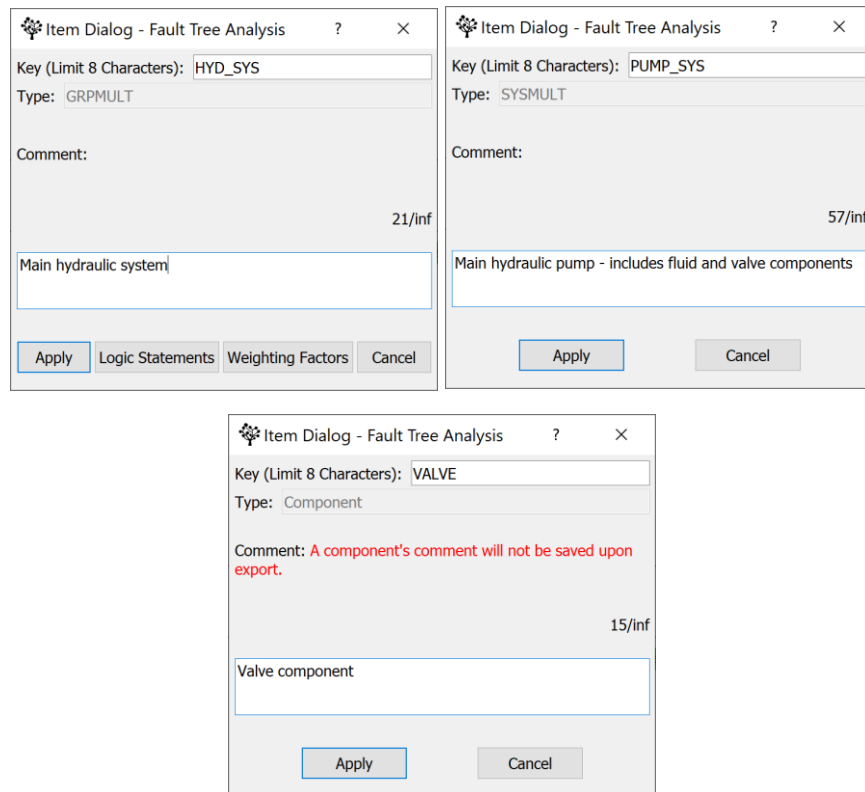 Item Dialog - Fault Tree Analysis ? ×
Key (Limit 8 Characters): HYD_SYS
Type: GRPMULT
Comment:
21/inf
Main hydraulic system
Apply Logic Statements Weighting Factors Cancel
Item Dialog - Fault Tree Analysis ? ×
Key (Limit 8 Characters): PUMP_SYS
Type: SYSMULT
Comment:
57/inf
Main hydraulic pump - includes fluid and valve components
Apply Cancel
Item Dialog - Fault Tree Analysis ? ×
Key (Limit 8 Characters): VALVE
Type: Component
Comment: A component's comment will not be saved upon
export.
15/inf
Valve component
Apply Cancel